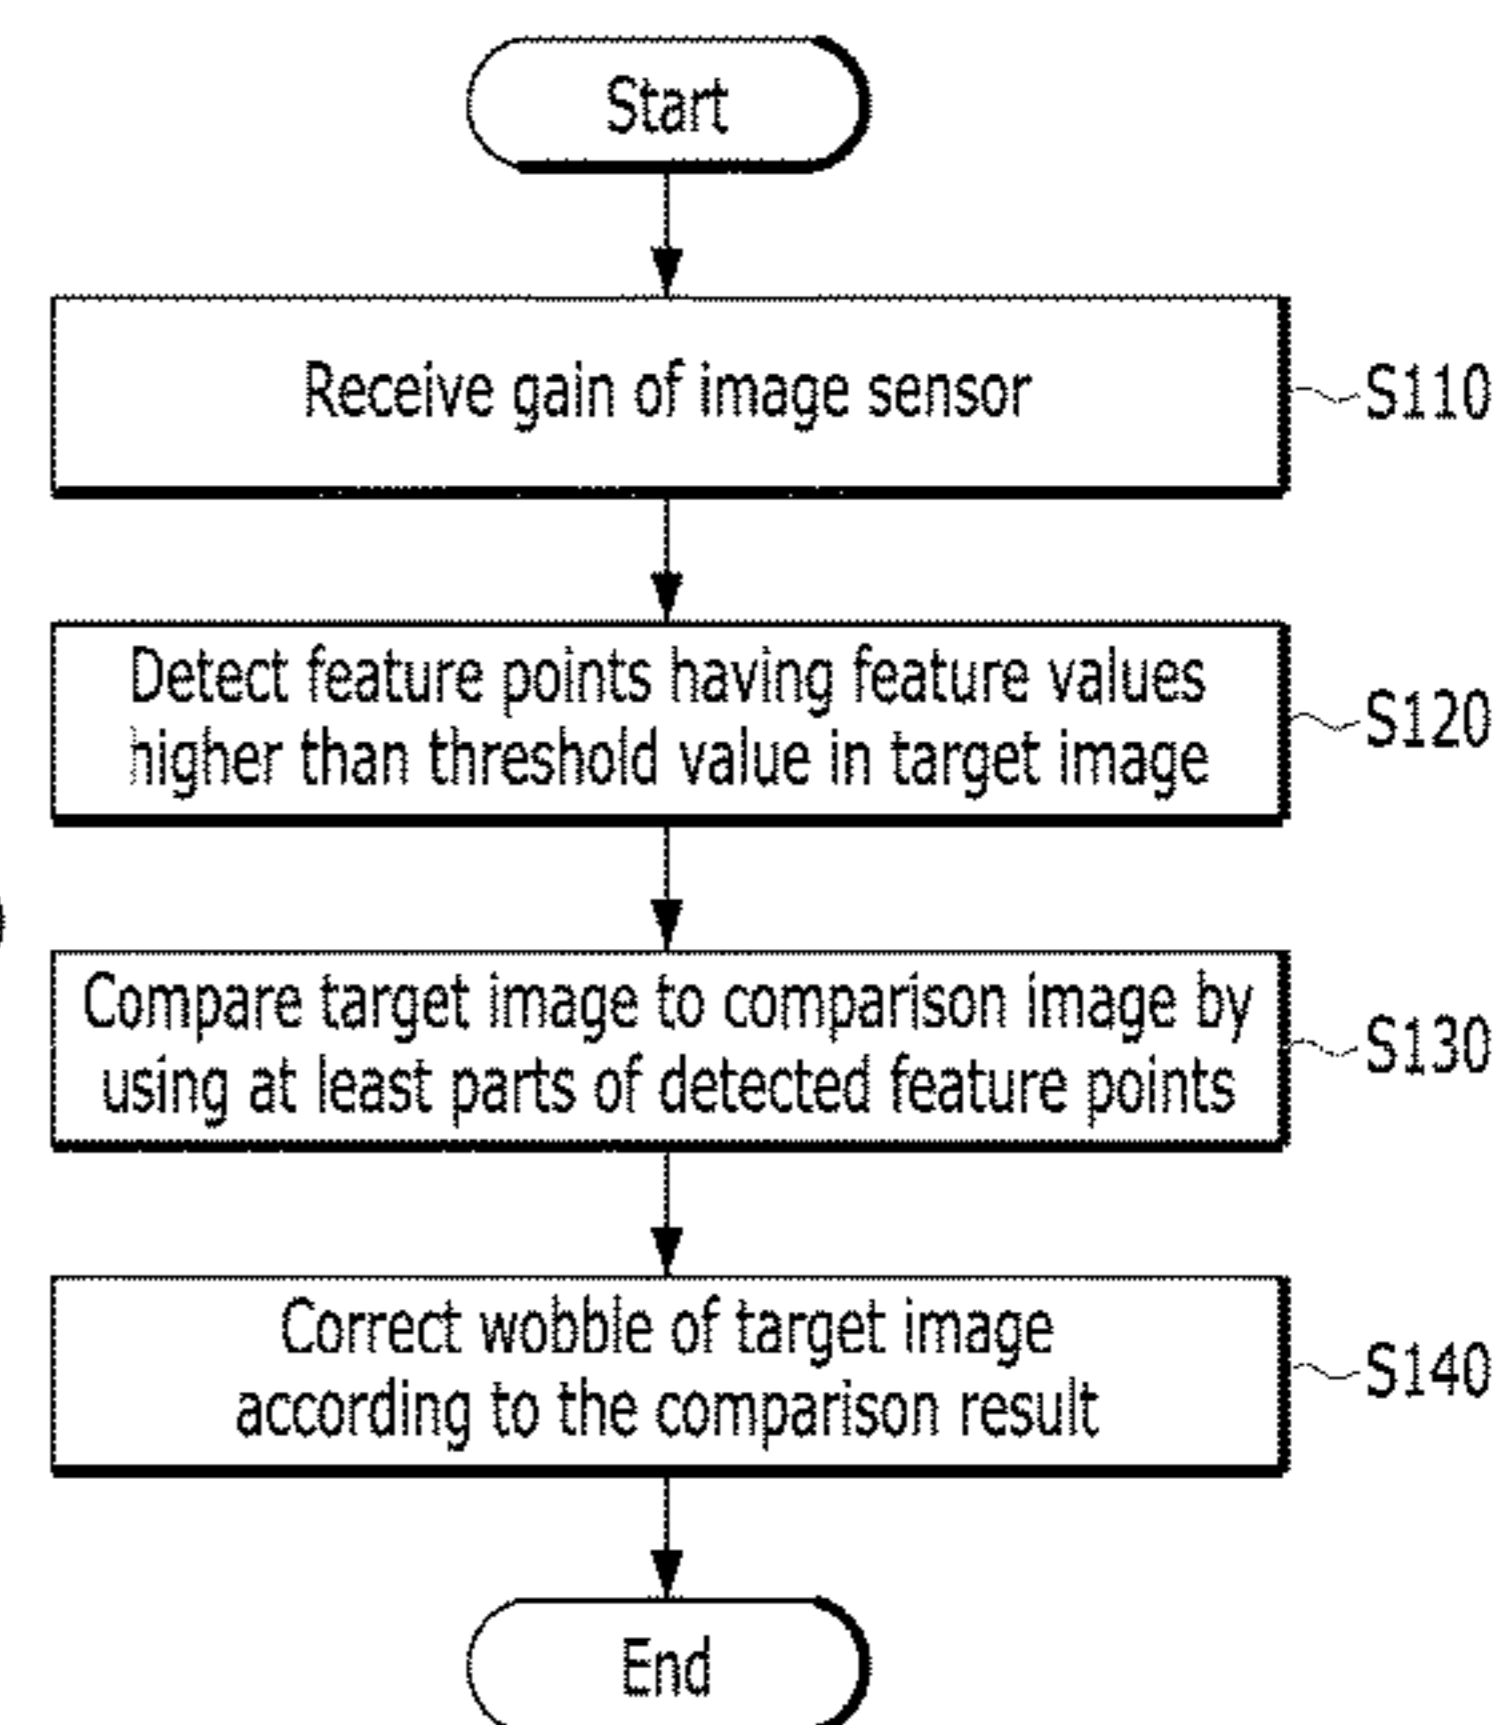 Start
Receive gain of image sensor
S110
Detect feature points having feature values
higher than threshold value in target image
S120
Compare target image to comparison image by
using at least parts of detected feature points
S130
Correct wobble of target image
according to the comparison result
S140
End